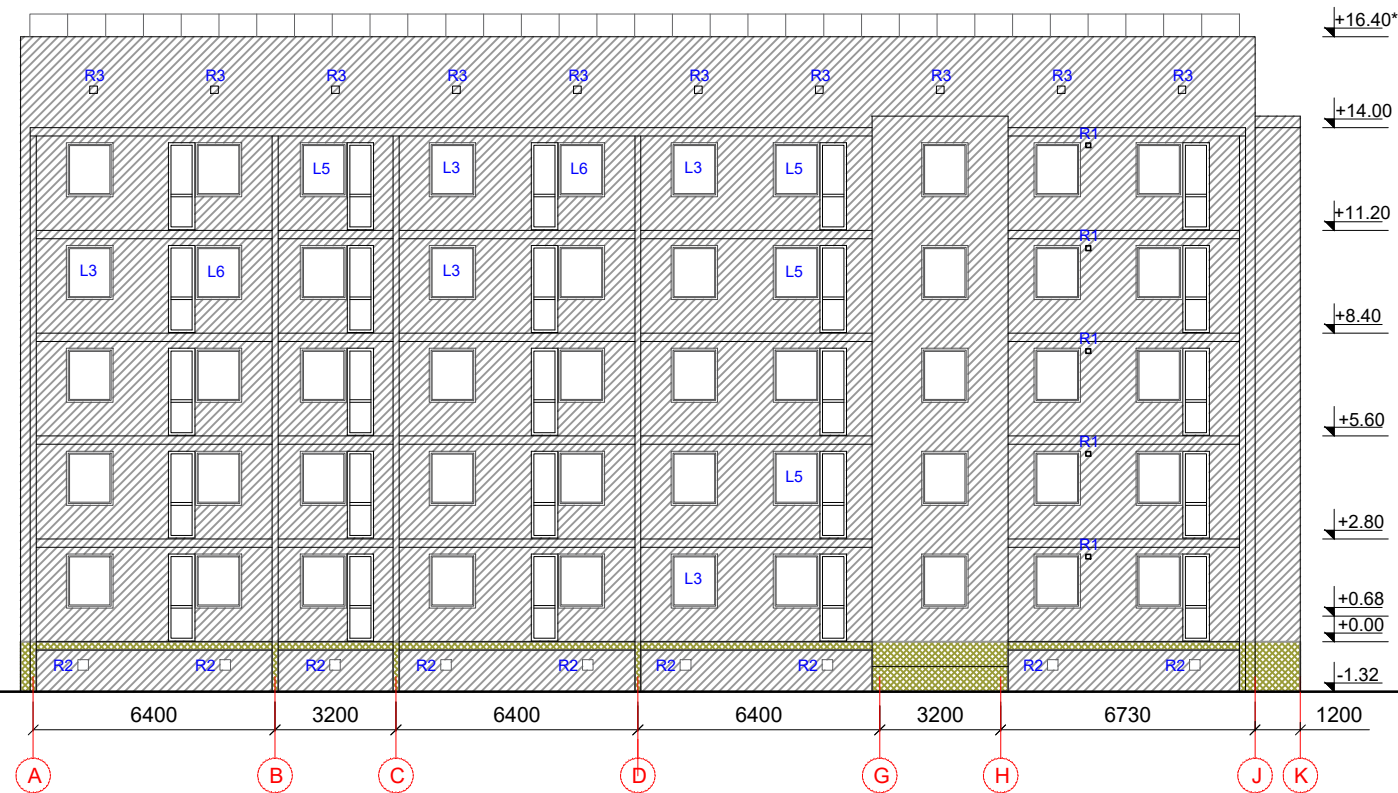 +16.40*
R3 R3 R3 R3 R3 R3 R3 R3 R3 R3
+14.00
R1
L5 L3 L6 L3 L5
+11.20
R1
L3 L6 L3 L5
+8.40
R1
+5.60
R1
L5
+2.80
R1
L3
+0.68
+0.00
R2 R2 R2 R2 R2 R2 R2 R2 R2
-1.32
6400 3200 6400 6400 3200 6730 1200
A B C D G H J K